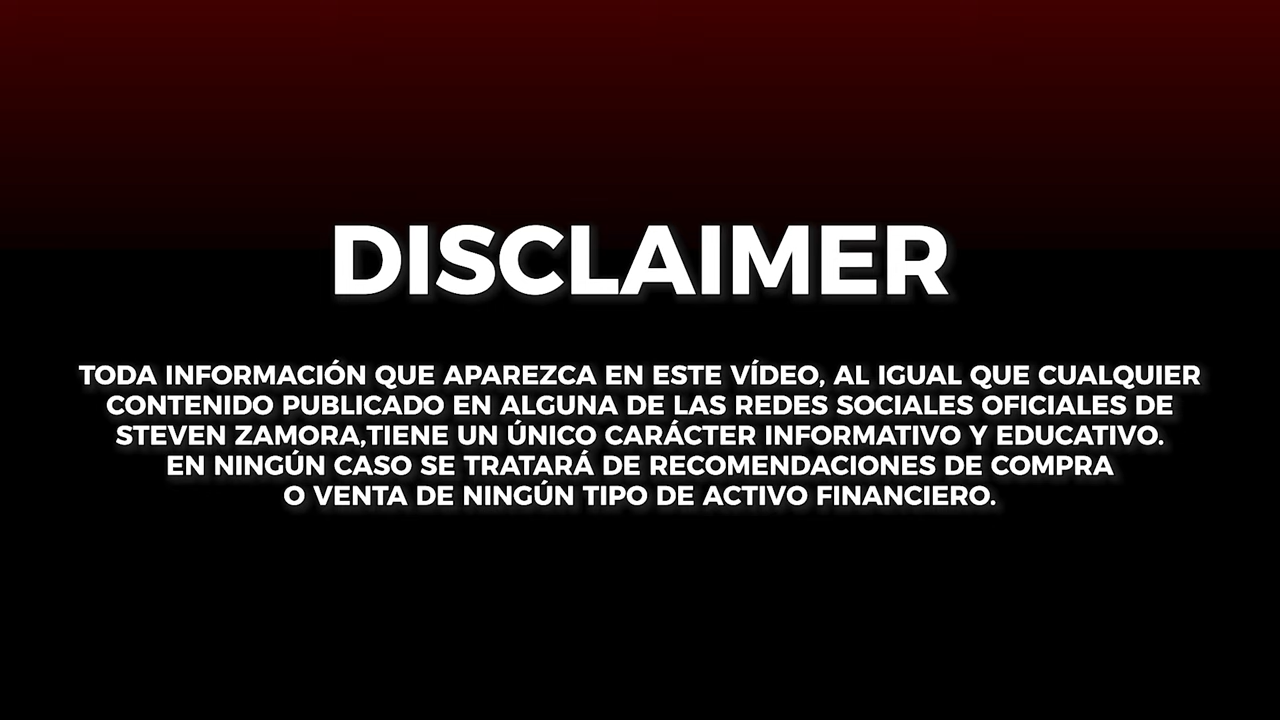 DISCLAIMER
TODA INFORMACIÓN QUE APAREZCA EN ESTE VÍDEO, AL IGUAL QUE CUALQUIER
CONTENIDO PUBLICADO EN ALGUNA DE LAS REDES SOCIALES OFICIALES DE
STEVEN ZAMORA,TIENE UN ÚNICO CARÁCTER INFORMATIVO Y EDUCATIVO.
EN NINGÚN CASO SE TRATARÁ DE RECOMENDACIONES DE COMPRA
O VENTA DE NINGÚN TIPO DE ACTIVO FINANCIERO.